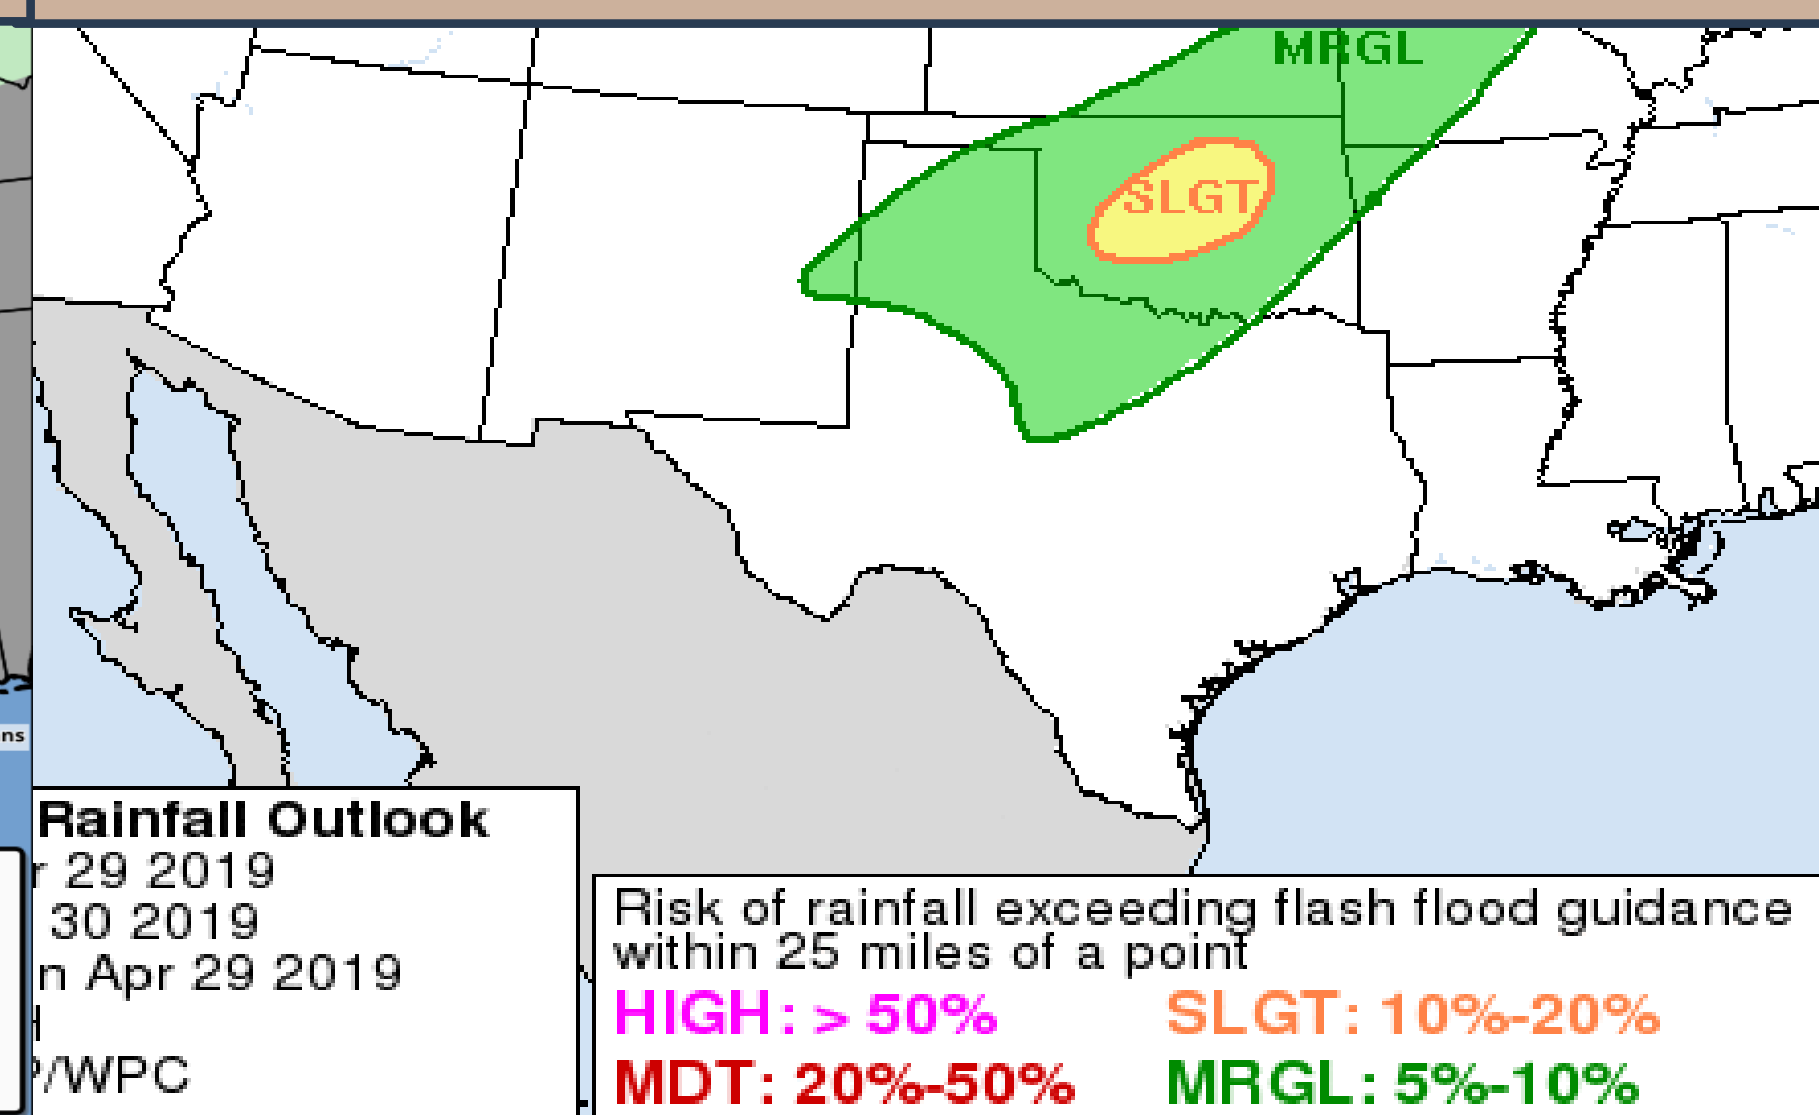 MRGL
SLGT
ns
Rainfall Outlook
r 29 2019
30 2019
n Apr 29 2019
/WPC
Risk of rainfall exceeding flash flood guidance
within 25 miles of a point
HIGH: > 50% SLGT: 10%-20%
MDT: 20%-50% MRGL: 5%-10%